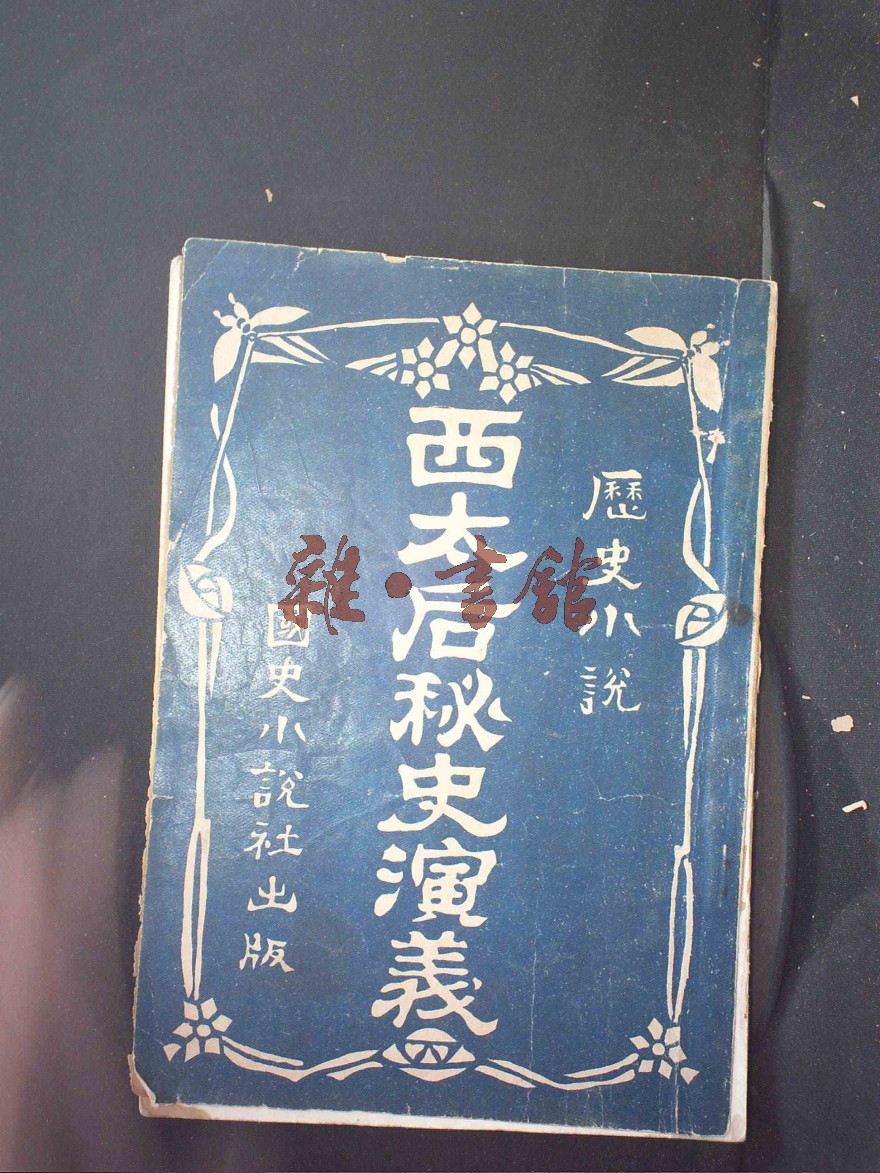 歷史小說
西太后秘史演義
國史小說社出版
雜·書館